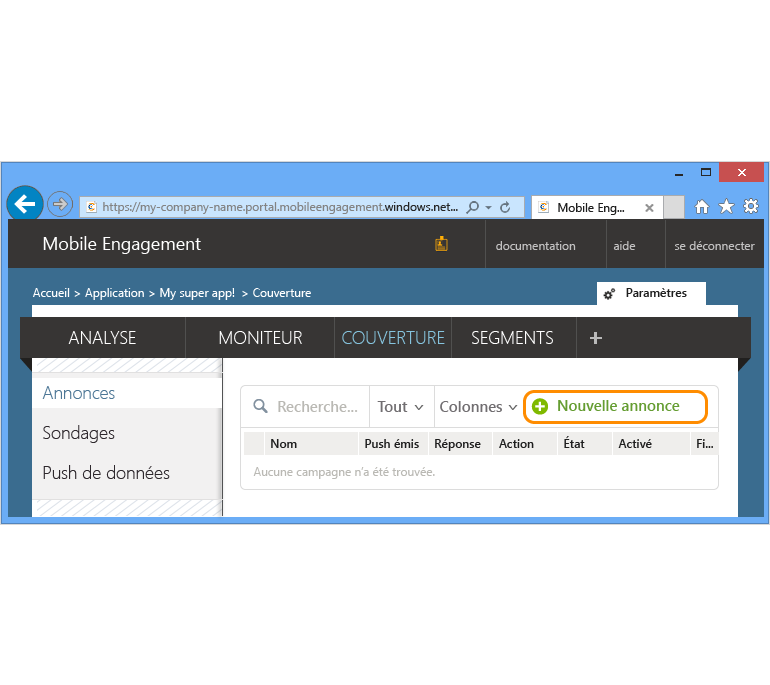 https://my-company-name.portal.mobileengagement.windows.net...
Mobile Eng...
Mobile Engagement
documentation
aide
se déconnecter
Accueil > Application > My super app! > Couverture
Paramètres
ANALYSE
MONITEUR
COUVERTURE
SEGMENTS
Annonces
Sondages
Push de données
Recherche...
Tout
Colonnes
Nouvelle annonce
Nom
Push émis
Réponse
Action
État
Activé
Fi...
Aucune campagne n'a été trouvée.